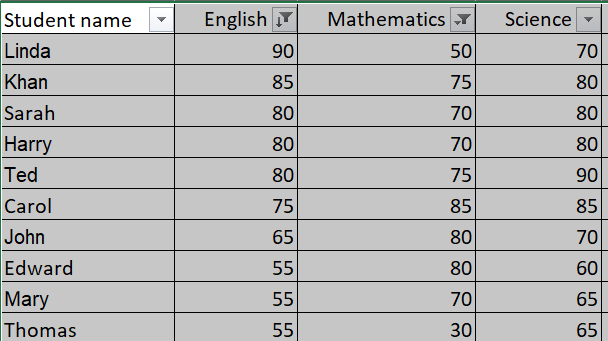 Student name English Mathematics Science
Linda 90 50 70
Khan 85 75 80
Sarah 80 70 80
Harry 80 70 80
Ted 80 75 90
Carol 75 85 85
John 65 80 70
Edward 55 80 60
Mary 55 70 65
Thomas 55 30 65